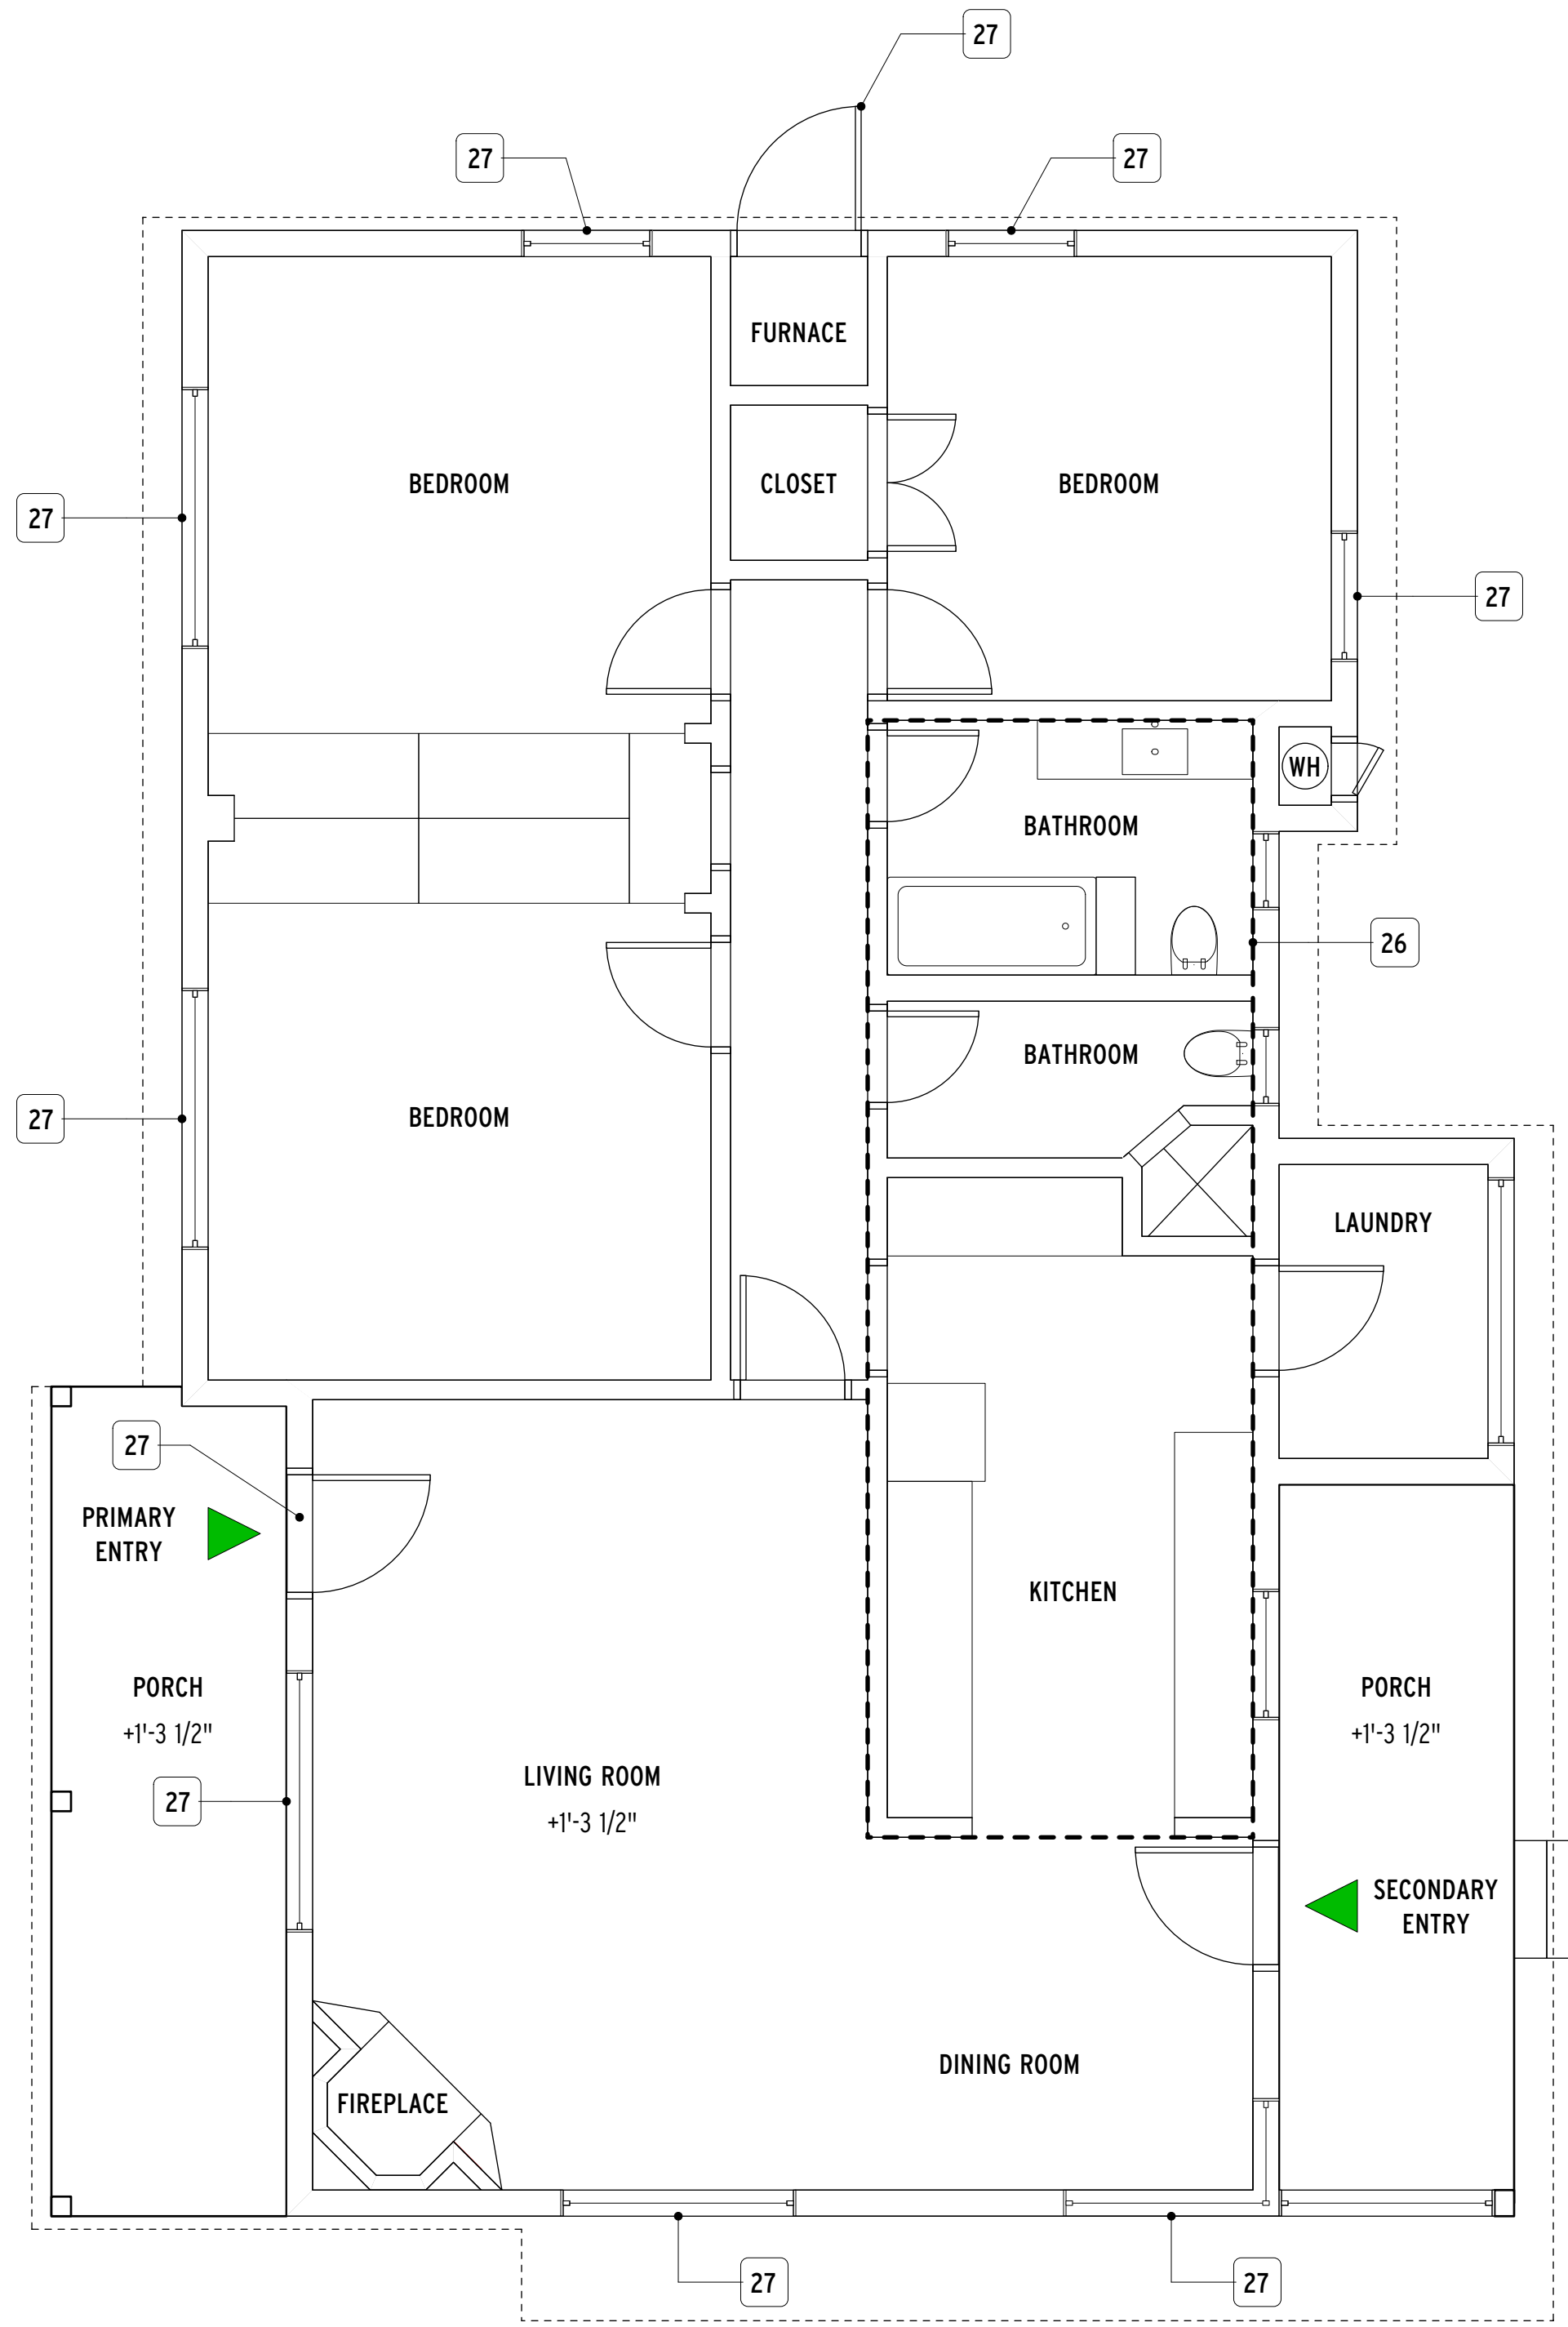 27
27
27
FURNACE
BEDROOM
CLOSET
BEDROOM
27
27
WH
BATHROOM
26
BATHROOM
BEDROOM
27
LAUNDRY
27
PRIMARY
ENTRY
KITCHEN
PORCH
+1'-3 1/2"
PORCH
+1'-3 1/2"
27
LIVING ROOM
+1'-3 1/2"
SECONDARY
ENTRY
DINING ROOM
FIREPLACE
27
27